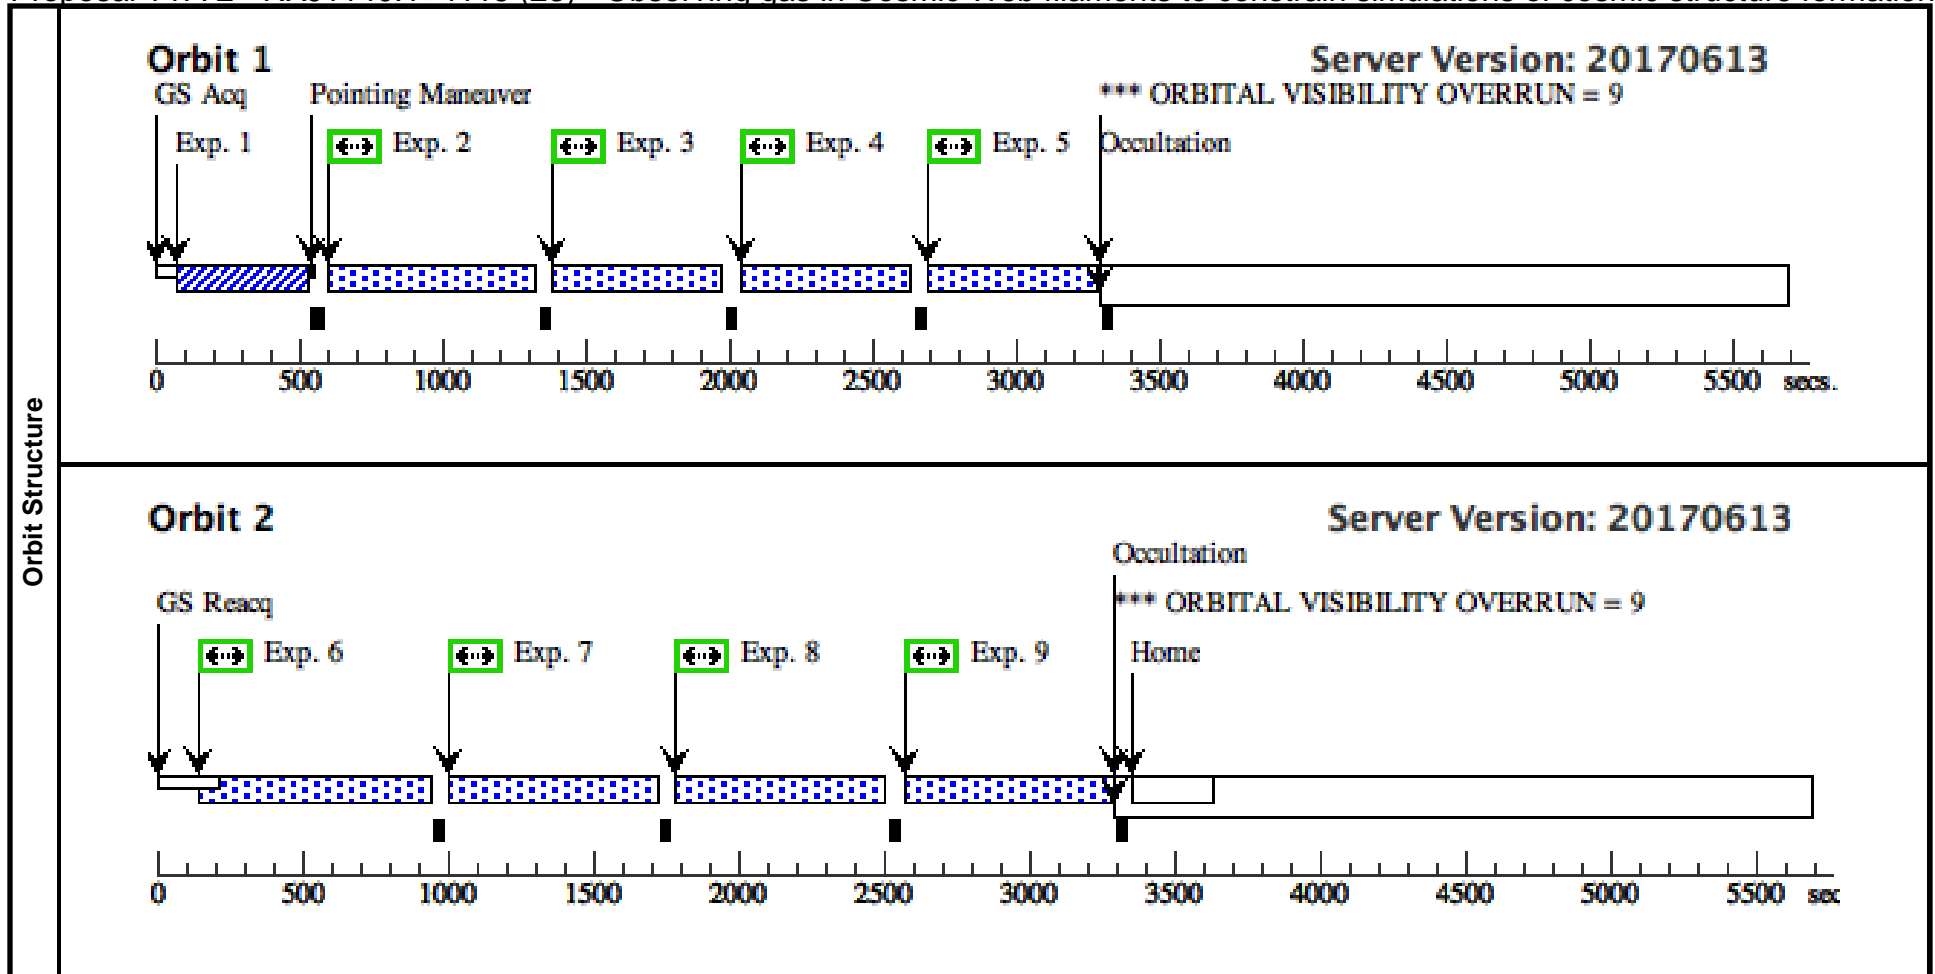 Orbit Structure
Orbit 1
Server Version: 20170613
GS Acq
Pointing Maneuver
*** ORBITAL VISIBILITY OVERRUN = 9
Exp. 1
Exp. 2
Exp. 3
Exp. 4
Exp. 5
Occultation
0 500 1000 1500 2000 2500 3000 3500 4000 4500 5000 5500 secs.
Orbit 2
Server Version: 20170613
Occultation
GS Reacq
*** ORBITAL VISIBILITY OVERRUN = 9
Exp. 6
Exp. 7
Exp. 8
Exp. 9
Home
0 500 1000 1500 2000 2500 3000 3500 4000 4500 5000 5500 sec